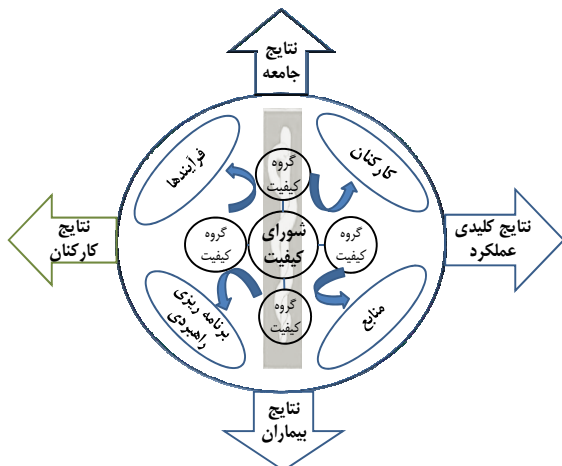 نتایج
جامعه
فرآیندها
کارکنان
گروه
کیفیت
نتایج
کارکنان
گروه
کیفیت
شورای
کیفیت
گروه
کیفیت
نتایج کلیدی
عملکرد
برنامه ریزی
راهبردی
گروه
کیفیت
منابع
نتایج
بیماران